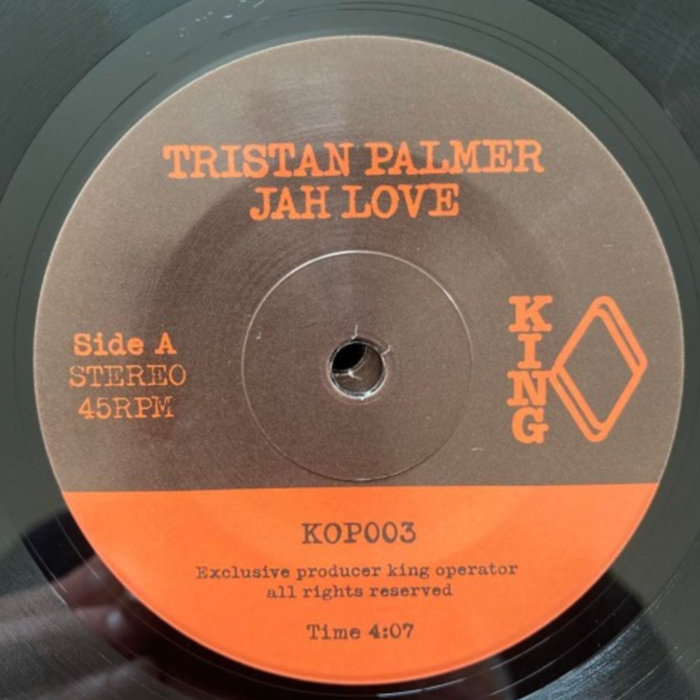 TRISTAN PALMER
JAH LOVE
Side A
STEREO
45RPM
KING
KOP003
Exclusive producer king operator
all rights reserved
Time 4:07